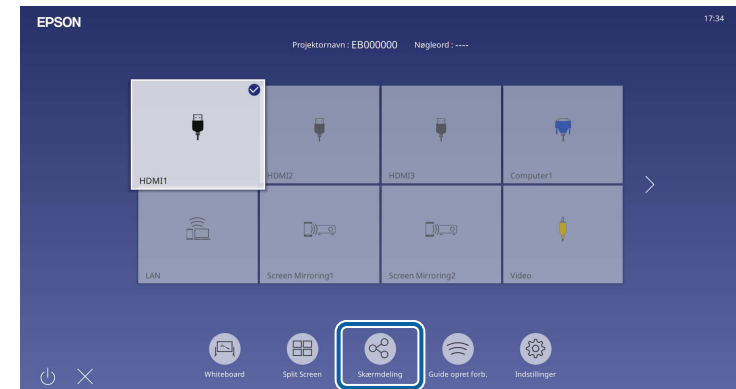 EPSON
17:34
Projektornavn : EB000000 Nøgleord : ----
HDMI1
HDMI2
HDMI3
Computer1
LAN
Screen Mirroring1
Screen Mirroring2
Video
Whiteboard
Split Screen
Skærmdeling
Guide opret forb.
Indstillinger